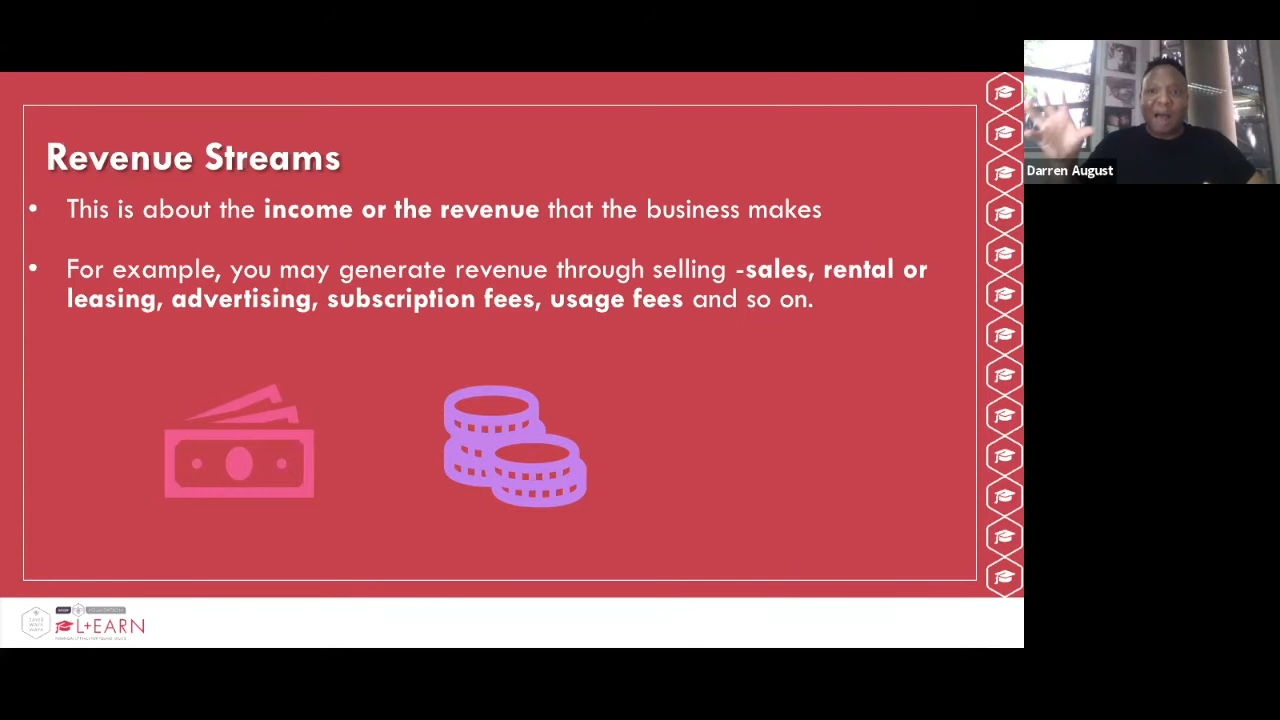 Revenue Streams
• This is about the income or the revenue that the business makes
• For example, you may generate revenue through selling -sales, rental or
leasing, advertising, subscription fees, usage fees and so on.
Darren August
L+EARN